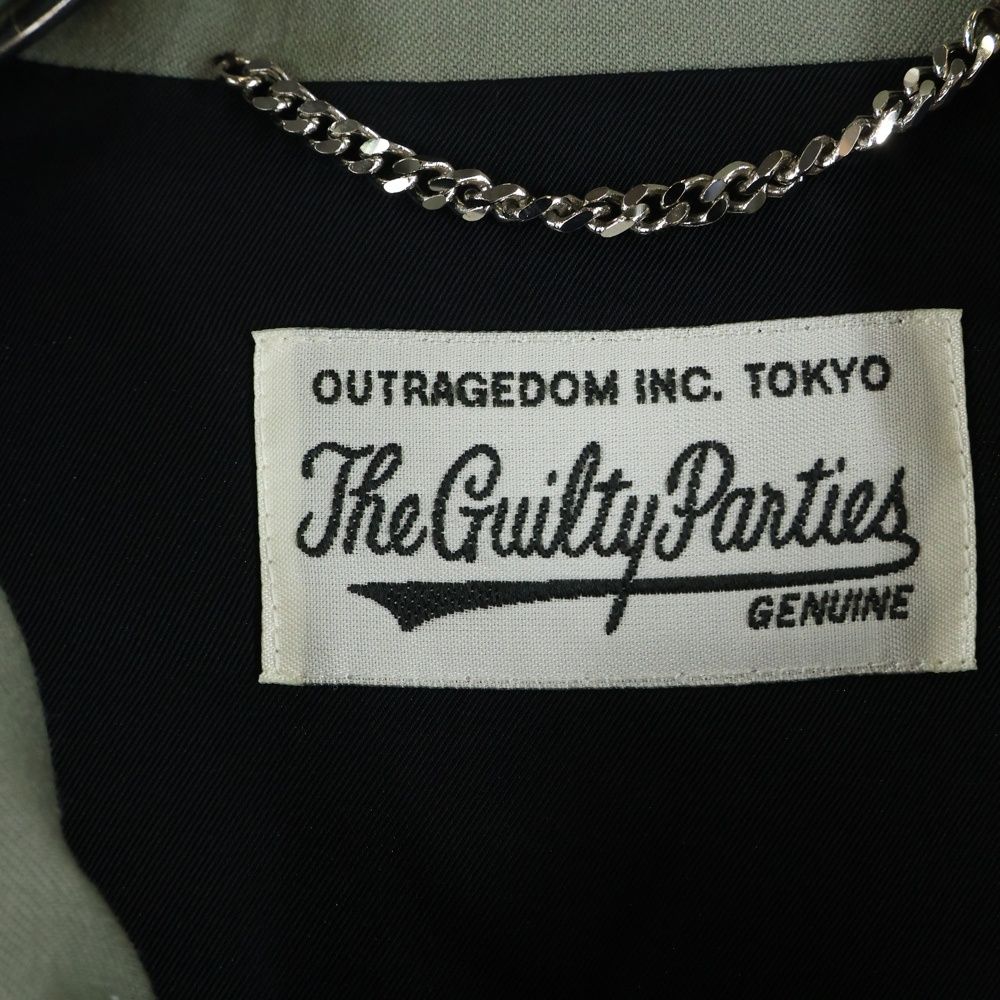 OUTRAGEDOM INC. TOKYO
The Guilty Parties
GENUINE